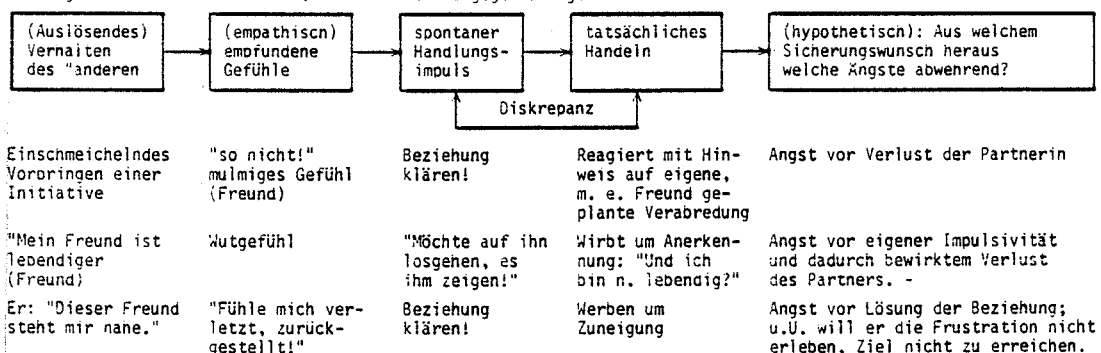 (Auslösendes)
Verhalten
des "anderen
(empathisch)
empfundene
Gefühle
spontaner
Handlungs-
impuls
tatsächliches
Handeln
(hypothetisch): Aus welchem
Sicherungswunsch heraus
welche Ängste abwehrend?
Diskrepanz
Einschmeichelndes
Vorbringen einer
Initiative
"so nicht!"
mulmiges Gefühl
(Freund)
Beziehung
klären!
Reagiert mit Hin-
weis auf eigene,
m. e. Freund ge-
plante Verabredung
Angst vor Verlust der Partnerin
"Mein Freund ist
lebendiger
(Freund)
Wutgefühl
"Möchte auf ihn
losgehen, es
ihm zeigen!"
Wirbt um Anerken-
nung: "Und ich
bin n. lebendig?"
Angst vor eigener Impulsivität
und dadurch bewirktem Verlust
des Partners. -
Er: "Dieser Freund
steht mir nahe."
"Fühle mich ver-
letzt, zurück-
gestellt!"
Beziehung
klären!
Werben um
Zuneigung
Angst vor Lösung der Beziehung;
u.U. will er die Frustration nicht
erleben, Ziel nicht zu erreichen.